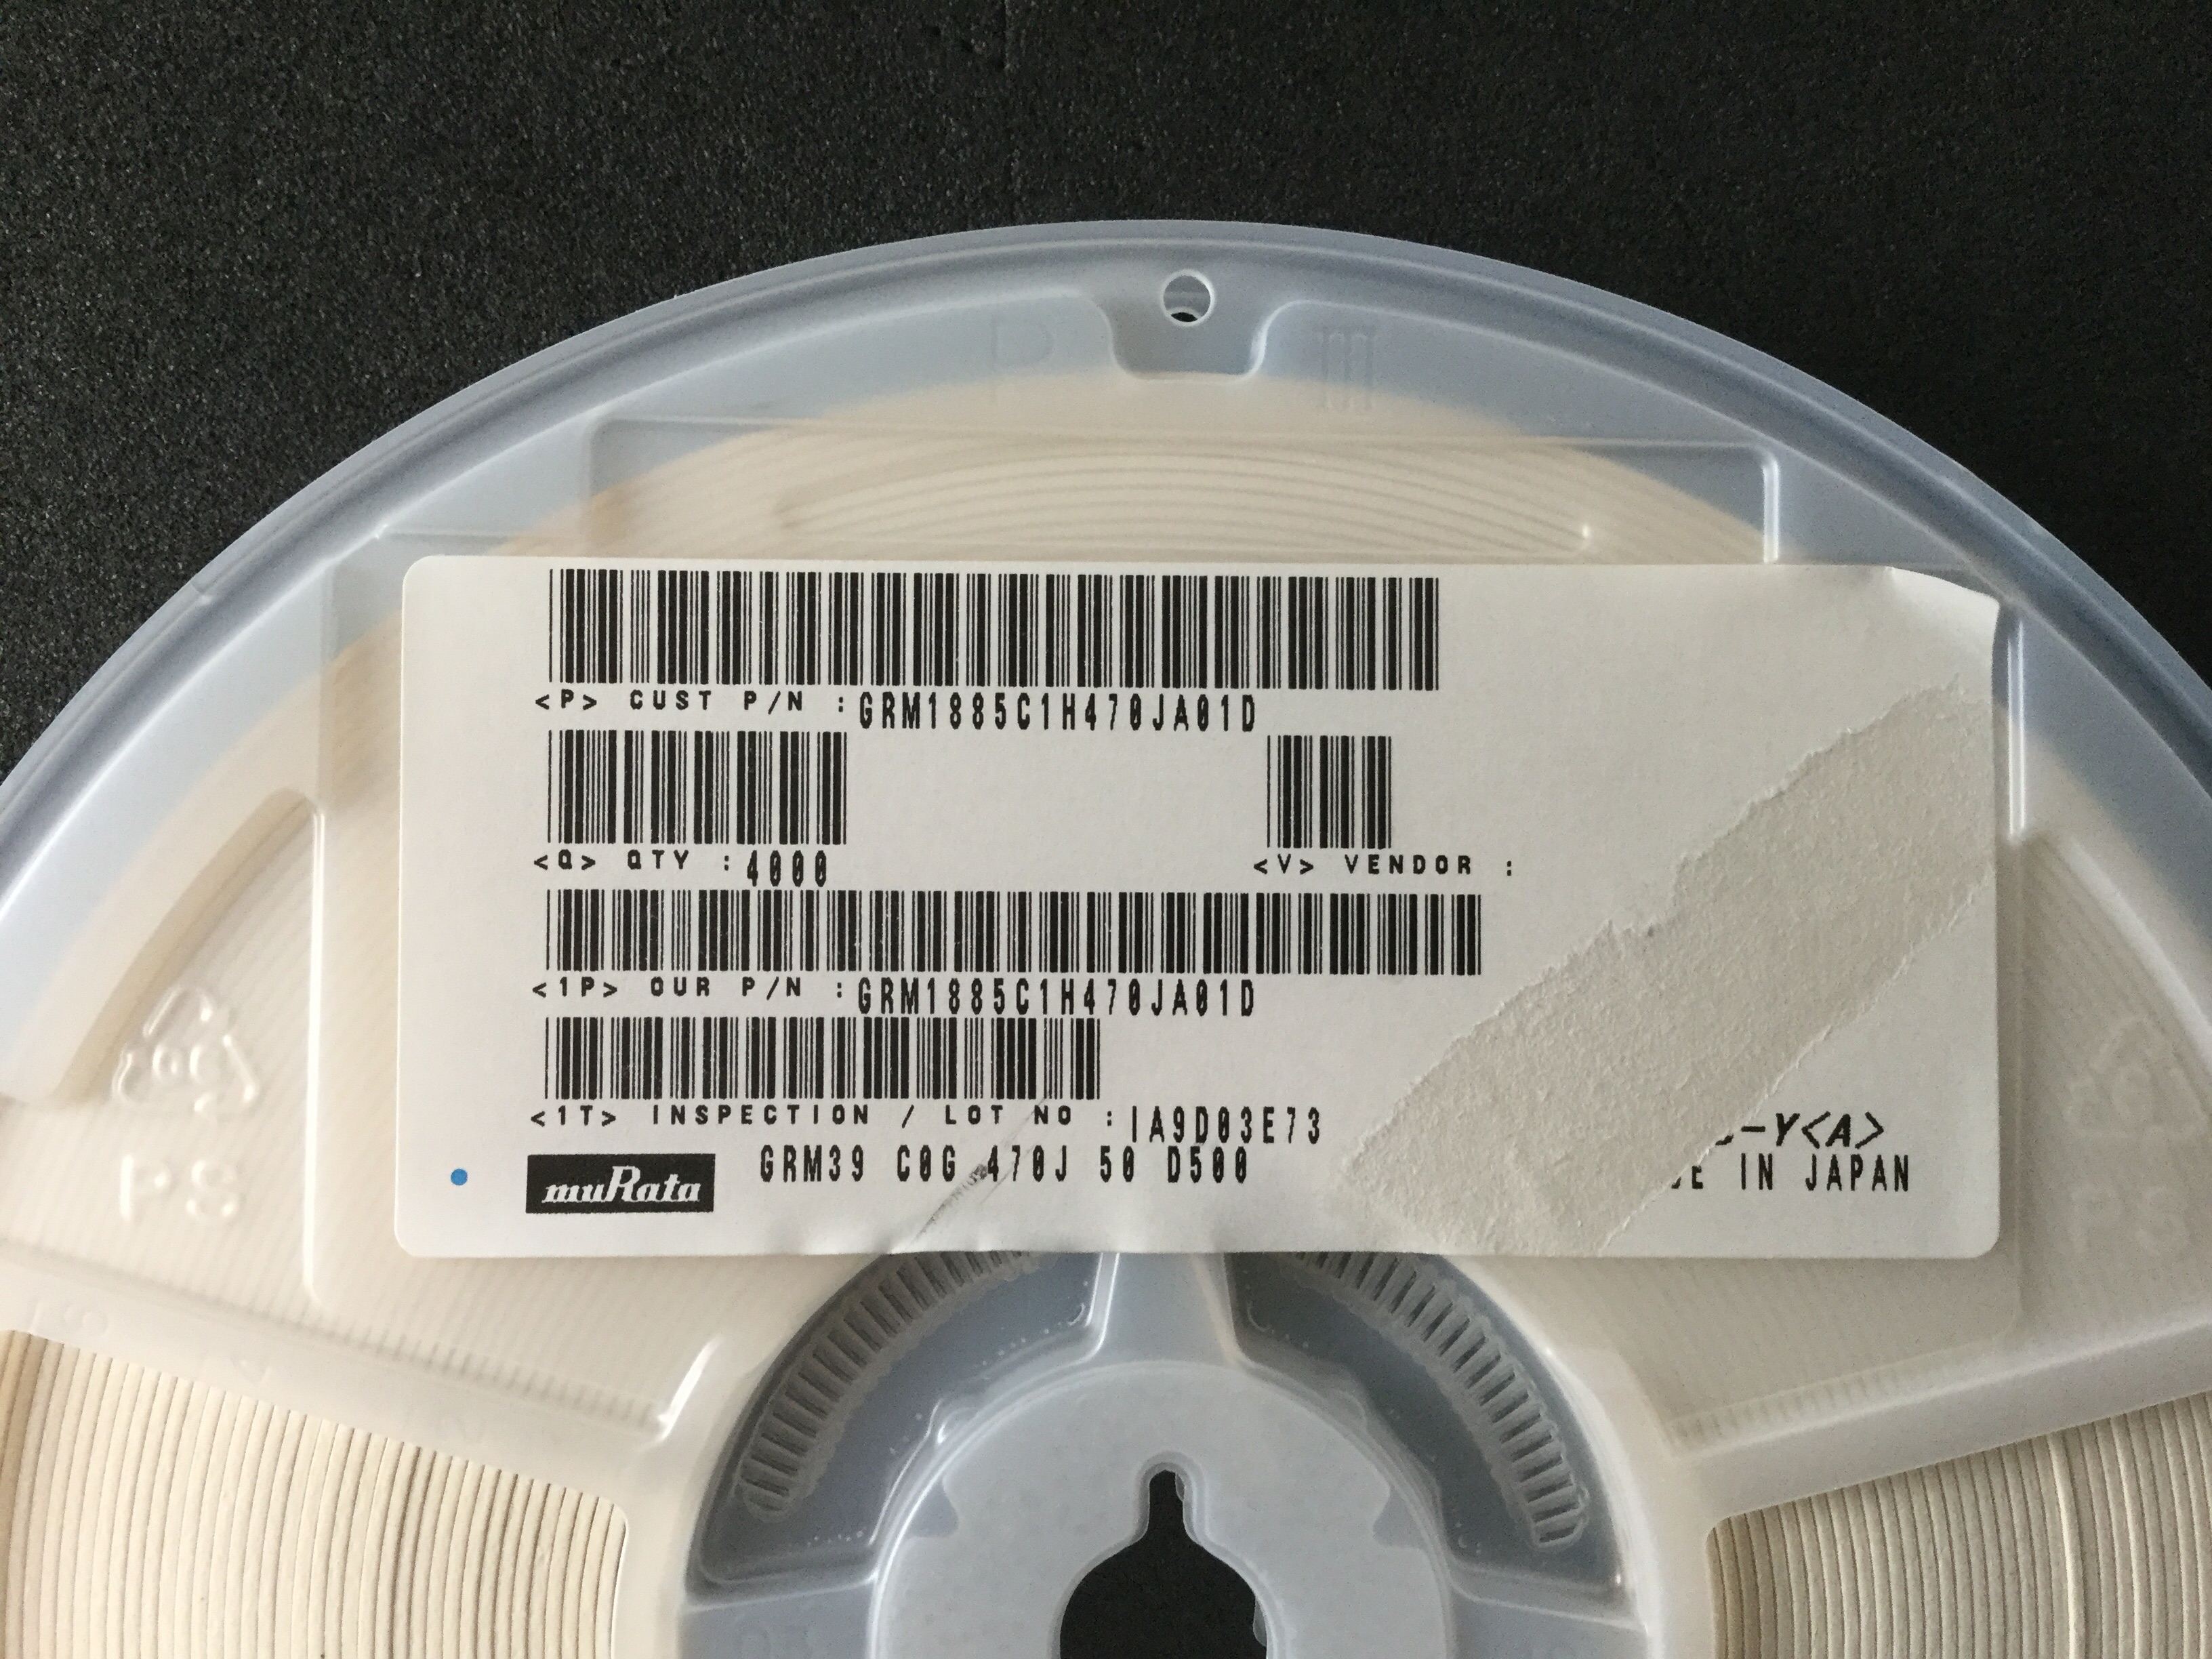 <P> CUST P/N :GRM1885C1H470JA01D
<Q> QTY :4000 <V> VENDOR :
<1P> OUR P/N :GRM1885C1H470JA01D
<1T> INSPECTION / LOT NO :IA9D03E73
-Y<A>
muRata GRM39 C0G 470J 50 D500 E IN JAPAN
PS